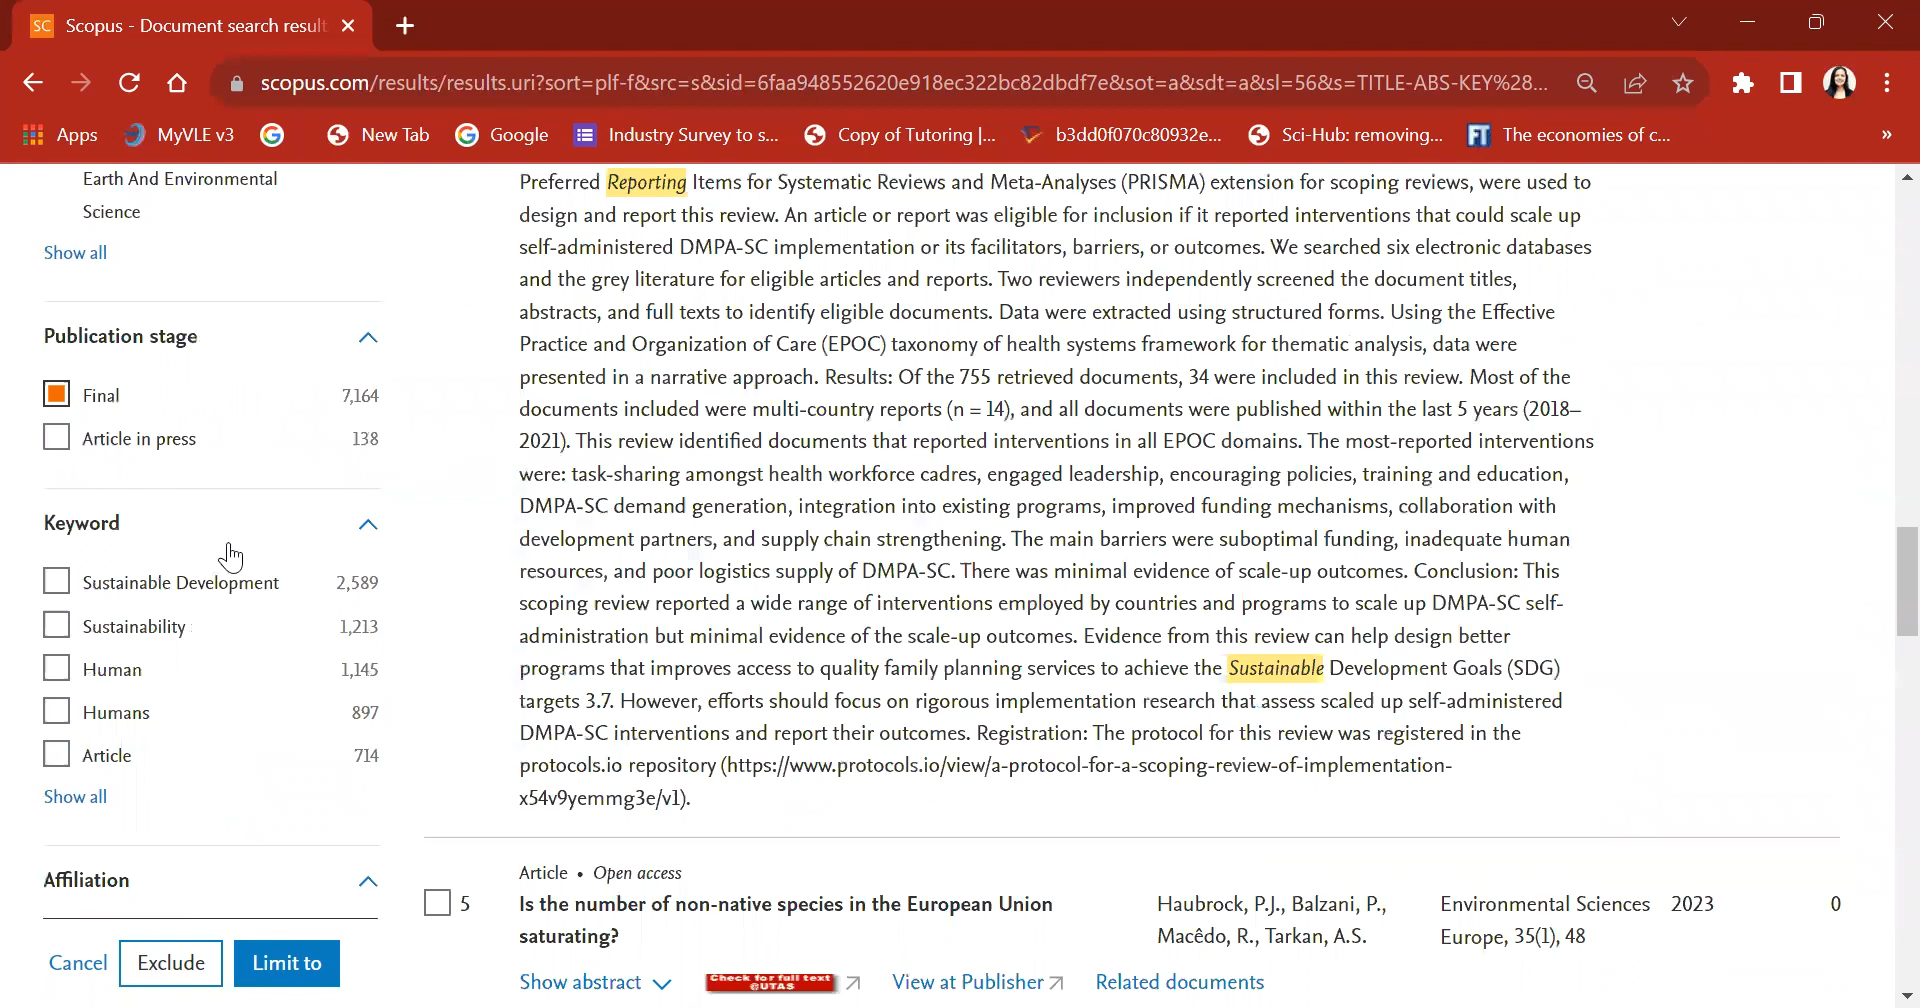 SC Scopus - Document search result
scopus.com/results/results.uri?sort=plf-f&src=s&sid=6faa948552620e918ec322bc82dbdf7e&sot=a&sdt=a&sl=56&s=TITLE-ABS-KEY%28...
Apps MyVLE v3 New Tab Google Industry Survey to s... Copy of Tutoring |... b3dd0f070c80932e... Sci-Hub: removing... FT The economies of c... »
Earth And Environmental
Science
Show all
Publication stage
Final 7,164
Article in press 138
Keyword
Sustainable Development 2,589
Sustainability 1,213
Human 1,145
Humans 897
Article 714
Show all
Affiliation
Cancel Exclude Limit to
Preferred Reporting Items for Systematic Reviews and Meta-Analyses (PRISMA) extension for scoping reviews, were used to
design and report this review. An article or report was eligible for inclusion if it reported interventions that could scale up
self-administered DMPA-SC implementation or its facilitators, barriers, or outcomes. We searched six electronic databases
and the grey literature for eligible articles and reports. Two reviewers independently screened the document titles,
abstracts, and full texts to identify eligible documents. Data were extracted using structured forms. Using the Effective
Practice and Organization of Care (EPOC) taxonomy of health systems framework for thematic analysis, data were
presented in a narrative approach. Results: Of the 755 retrieved documents, 34 were included in this review. Most of the
documents included were multi-country reports (n = 14), and all documents were published within the last 5 years (2018–
2021). This review identified documents that reported interventions in all EPOC domains. The most-reported interventions
were: task-sharing amongst health workforce cadres, engaged leadership, encouraging policies, training and education,
DMPA-SC demand generation, integration into existing programs, improved funding mechanisms, collaboration with
development partners, and supply chain strengthening. The main barriers were suboptimal funding, inadequate human
resources, and poor logistics supply of DMPA-SC. There was minimal evidence of scale-up outcomes. Conclusion: This
scoping review reported a wide range of interventions employed by countries and programs to scale up DMPA-SC self-
administration but minimal evidence of the scale-up outcomes. Evidence from this review can help design better
programs that improves access to quality family planning services to achieve the Sustainable Development Goals (SDG)
targets 3.7. However, efforts should focus on rigorous implementation research that assess scaled up self-administered
DMPA-SC interventions and report their outcomes. Registration: The protocol for this review was registered in the
protocols.io repository (https://www.protocols.io/view/a-protocol-for-a-scoping-review-of-implementation-
x54v9yemmg3e/v1).
Article • Open access
5 Is the number of non-native species in the European Union Haubrock, P.J., Balzani, P., Environmental Sciences 2023 0
saturating? Macêdo, R., Tarkan, A.S. Europe, 35(1), 48
Show abstract Check for full text @UTAS View at Publisher Related documents